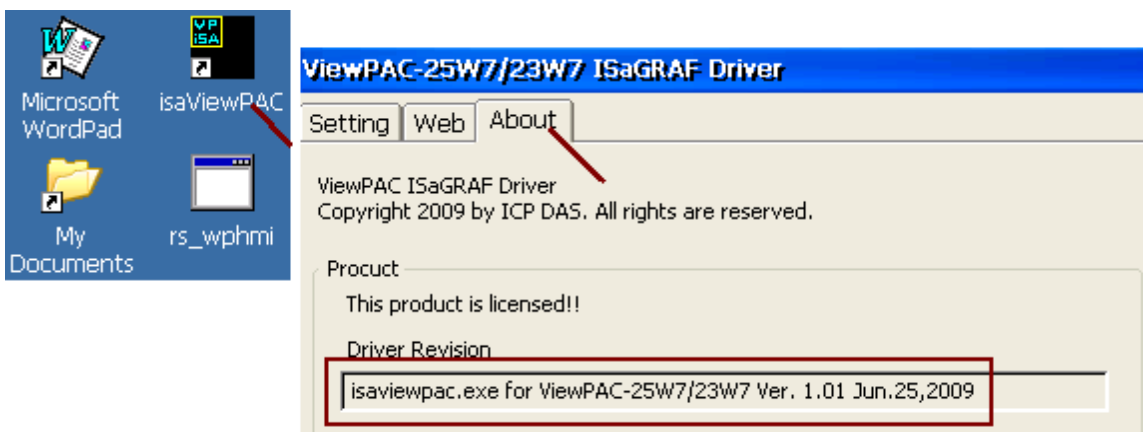 VP
iSA
Microsoft
WordPad
isaViewPAC
My
Documents
rs_wphmi
ViewPAC-25W7/23W7 ISaGRAF Driver
Setting Web About
ViewPAC ISaGRAF Driver
Copyright 2009 by ICP DAS. All rights are reserved.
Procuct
This product is licensed!!
Driver Revision
isaviewpac.exe for ViewPAC-25W7/23W7 Ver. 1.01 Jun.25,2009